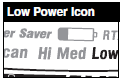 Low Power Icon
er Saver RT
can Hi Med Low